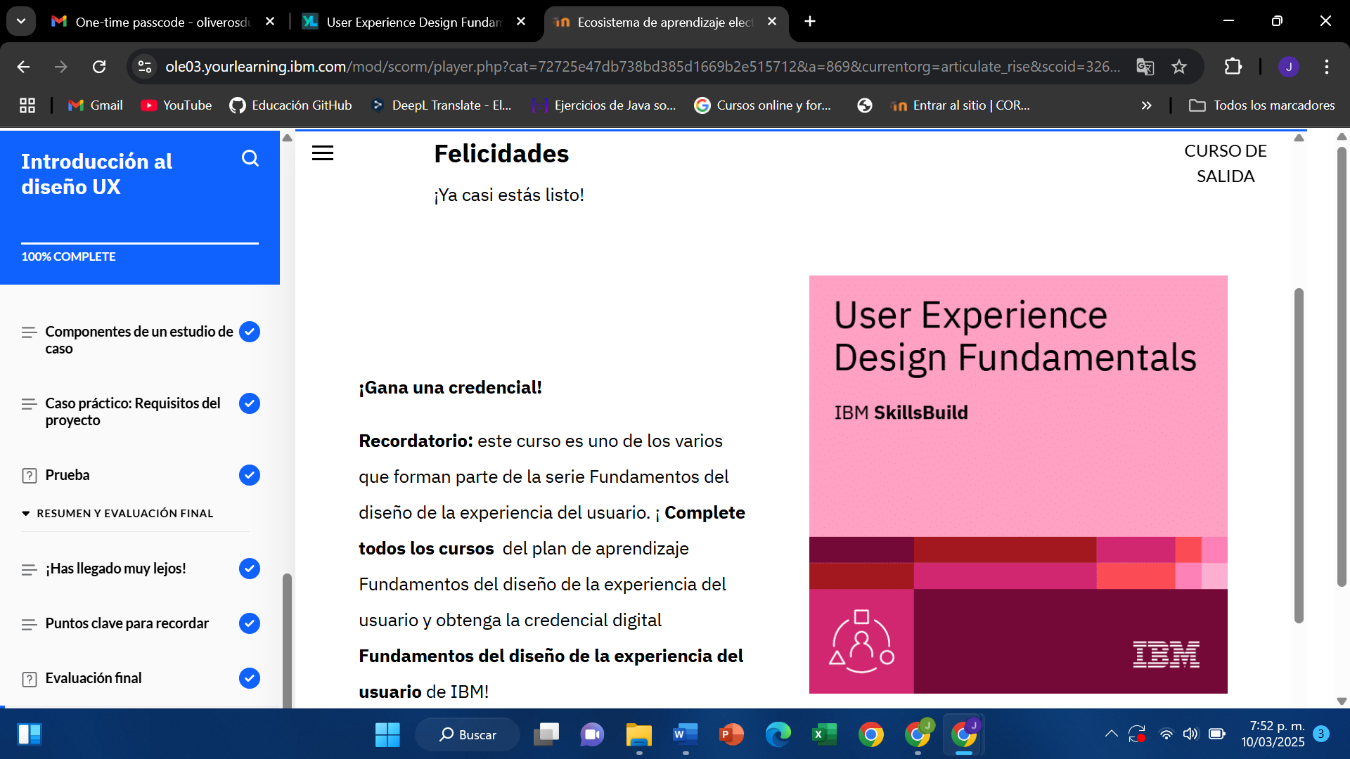 One-time passcode - oliverosdu
User Experience Design Fundam
Ecosistema de aprendizaje elec
ole03.yourlearning.ibm.com/mod/scorm/player.php?cat=72725e47db738bd385d1669b2e515712&a=869&currentorg=articulate_rise&scoid=326...
J
Gmail
YouTube
Educación GitHub
DeepL Translate - El...
Ejercicios de Java so...
Cursos online y for...
Entrar al sitio | COR...
»
Todos los marcadores
Introducción al
diseño UX
100% COMPLETE
Componentes de un estudio de
caso
Caso práctico: Requisitos del
proyecto
Prueba
RESUMEN Y EVALUACIÓN FINAL
¡Has llegado muy lejos!
Puntos clave para recordar
Evaluación final
Felicidades
¡Ya casi estás listo!
CURSO DE
SALIDA
¡Gana una credencial!
Recordatorio: este curso es uno de los varios
que forman parte de la serie Fundamentos del
diseño de la experiencia del usuario. ¡ Complete
todos los cursos del plan de aprendizaje
Fundamentos del diseño de la experiencia del
usuario y obtenga la credencial digital
Fundamentos del diseño de la experiencia del
usuario de IBM!
User Experience
Design Fundamentals
IBM SkillsBuild
IBM
Buscar
7:52 p. m.
10/03/2025
3